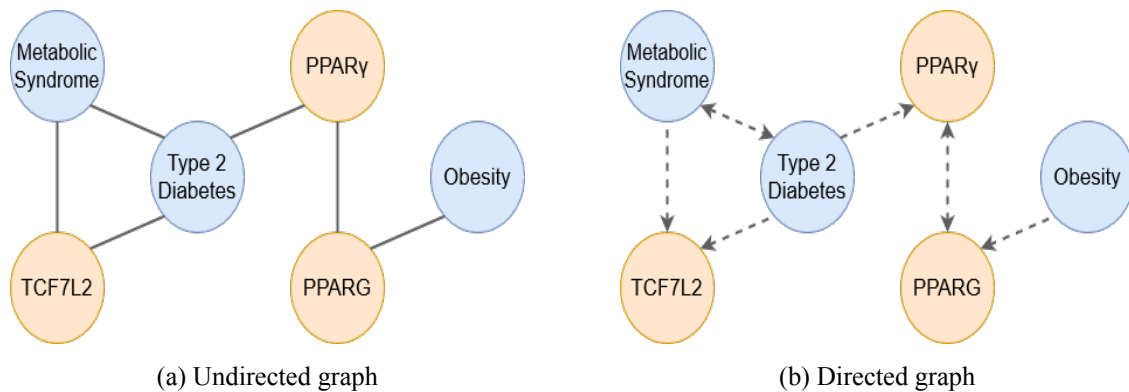 Metabolic
Syndrome
PPARγ
Type 2
Diabetes
Obesity
TCF7L2
PPARG
(a) Undirected graph
Metabolic
Syndrome
PPARγ
Type 2
Diabetes
Obesity
TCF7L2
PPARG
(b) Directed graph